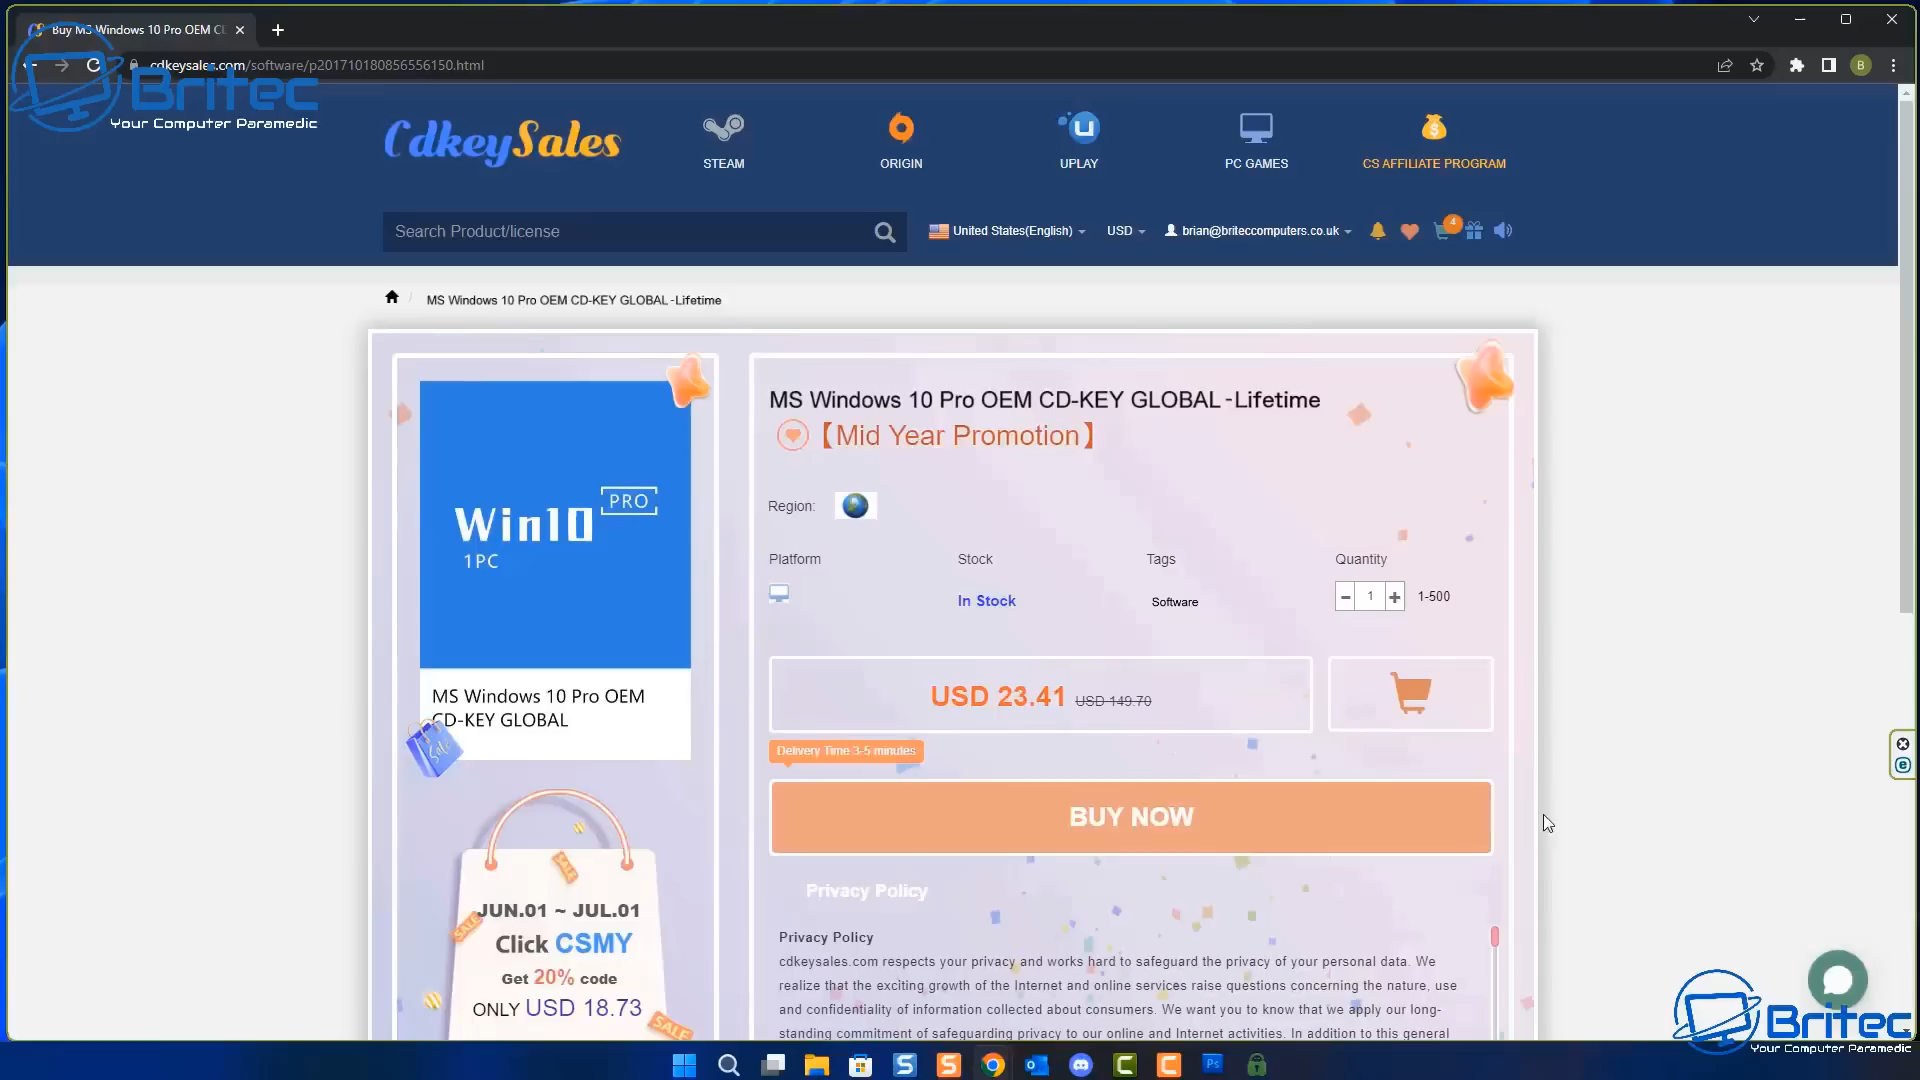 Buy MS Windows 10 Pro OEM C
cdkeysales.com/software/p201710180856556150.html
B
Britec
Your Computer Paramedic
CdkeySales
STEAM
ORIGIN
UPLAY
PC GAMES
CS AFFILIATE PROGRAM
Search Product/license
United States(English)
USD
brian@briteccomputers.co.uk
4
MS Windows 10 Pro OEM CD-KEY GLOBAL-Lifetime
Win10 PRO
1PC
MS Windows 10 Pro OEM
CD-KEY GLOBAL
Sale
MS Windows 10 Pro OEM CD-KEY GLOBAL-Lifetime
【Mid Year Promotion】
Region:
Platform
Stock
Tags
Quantity
In Stock
Software
1
1-500
USD 23.41 USD 149.70
Delivery Time 3-5 minutes
BUY NOW
JUN.01 ~ JUL.01
SALE
Click CSMY
Get 20% code
ONLY USD 18.73
SALE
Privacy Policy
Privacy Policy
cdkeysales.com respects your privacy and works hard to safeguard the privacy of your personal data. We
realize that the exciting growth of the Internet and online services raise questions concerning the nature, use
and confidentiality of information collected about consumers. We want you to know that we apply our long-
standing commitment of safeguarding privacy to our online and Internet activities. In addition to this general
Britec
Your Computer Paramedic